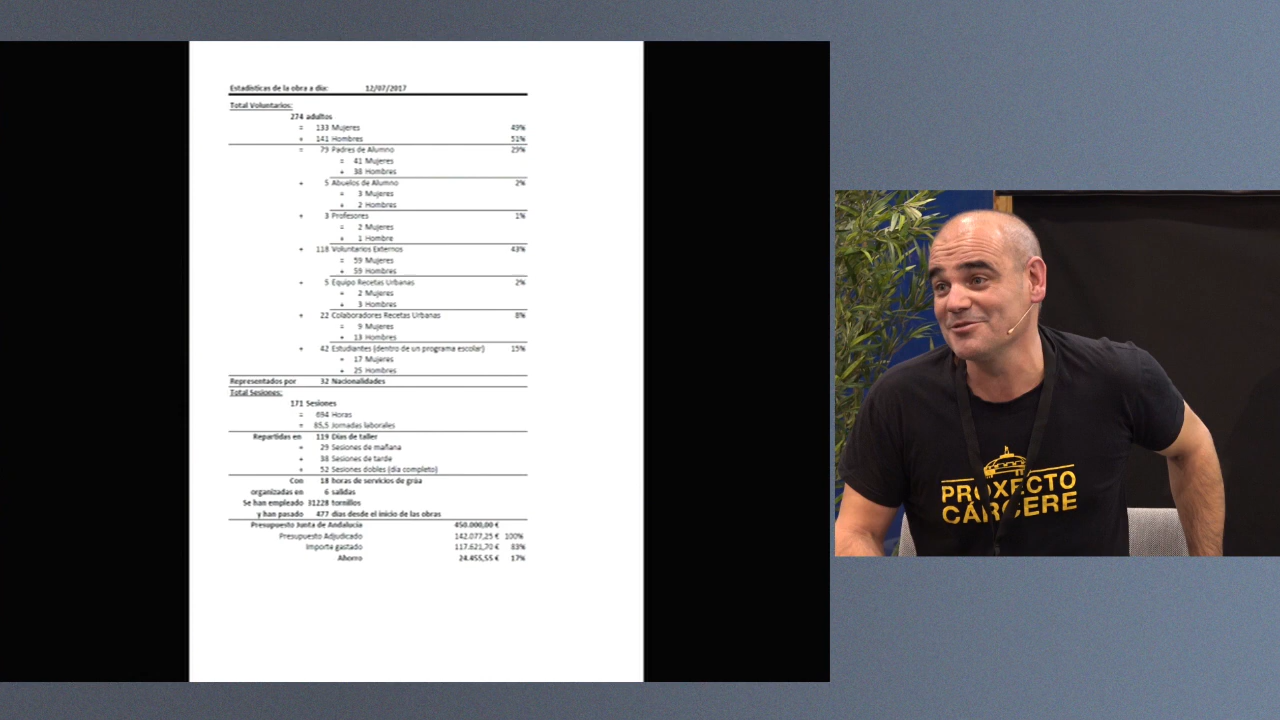 Estadísticas de la obra a día: 12/07/2017
Total Voluntarios:
274 adultos
= 133 Mujeres 49%
+ 141 Hombres 51%
= 79 Padres de Alumno 29%
= 41 Mujeres
+ 38 Hombres
+ 5 Abuelos de Alumno 2%
= 3 Mujeres
+ 2 Hombres
+ 3 Profesores 1%
= 2 Mujeres
+ 1 Hombre
+ 118 Voluntarios Externos 43%
= 59 Mujeres
+ 59 Hombres
+ 5 Equipo Recetas Urbanas 2%
+ 2 Mujeres
+ 3 Hombres
+ 22 Colaboradores Recetas Urbanas 8%
= 9 Mujeres
+ 13 Hombres
+ 42 Estudiantes (dentro de un programa escolar) 15%
+ 17 Mujeres
+ 25 Hombres
Representados por 32 Nacionalidades
Total Sesiones:
171 Sesiones
= 694 Horas
= 85,5 Jornadas laborales
Repartidas en 119 Días de taller
+ 29 Sesiones de mañana
+ 38 Sesiones de tarde
+ 52 Sesiones dobles (día completo)
Con 18 horas de servicios de grúa
organizadas en 6 salidas
Se han empleado 31228 tornillos
y han pasado 477 días desde el inicio de las obras
Presupuesto Junta de Andalucía 450.000,00 €
Presupuesto Adjudicado 142.077,25 € 100%
Importe gastado 117.621,70 € 83%
Ahorro 24.455,55 € 17%
PROXECTO
CÁRCERE